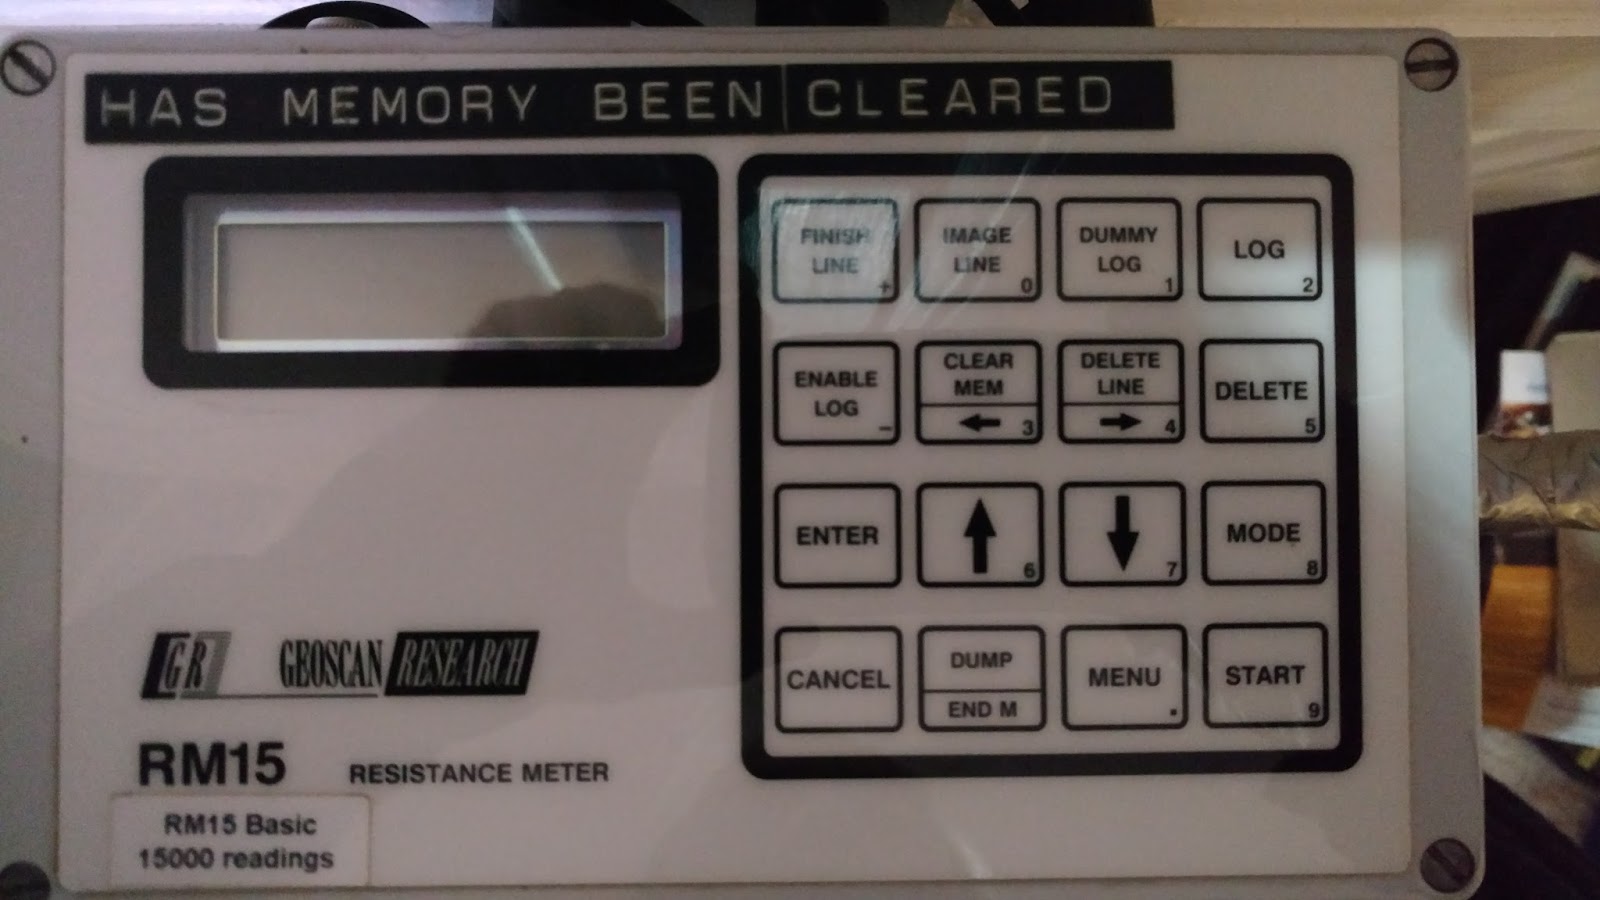 HAS MEMORY BEEN CLEARED
FINISH
LINE
+
IMAGE
LINE
0
DUMMY
LOG
1
LOG
2
ENABLE
LOG
–
CLEAR
MEM
← 3
DELETE
LINE
→ 4
DELETE
5
ENTER
↑ 6
↓ 7
MODE
8
CANCEL
DUMP
END M
MENU
.
START
9
GR GEOSCAN RESEARCH
RM15 RESISTANCE METER
RM15 Basic
15000 readings